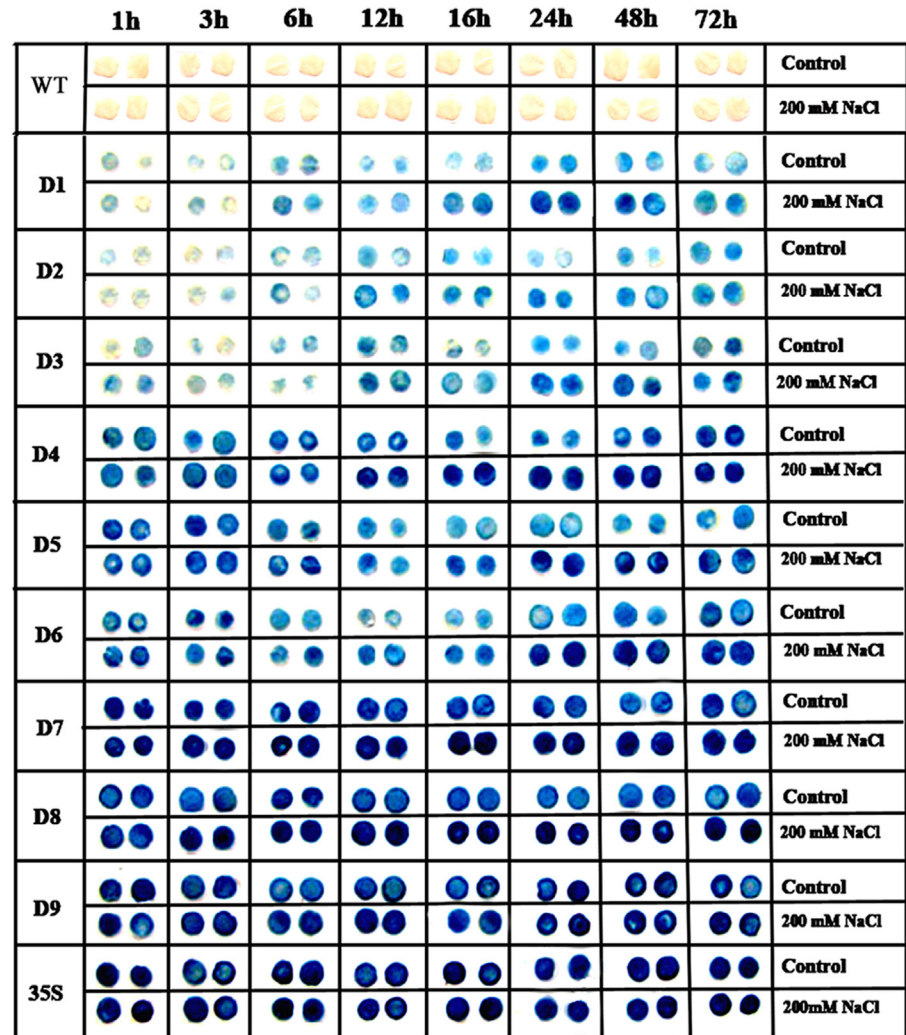 1h 3h 6h 12h 16h 24h 48h 72h
WT
Control
200 mM NaCl
D1
Control
200 mM NaCl
D2
Control
200 mM NaCl
D3
Control
200 mM NaCl
D4
Control
200 mM NaCl
D5
Control
200 mM NaCl
D6
Control
200 mM NaCl
D7
Control
200 mM NaCl
D8
Control
200 mM NaCl
D9
Control
200 mM NaCl
35S
Control
200mM NaCl